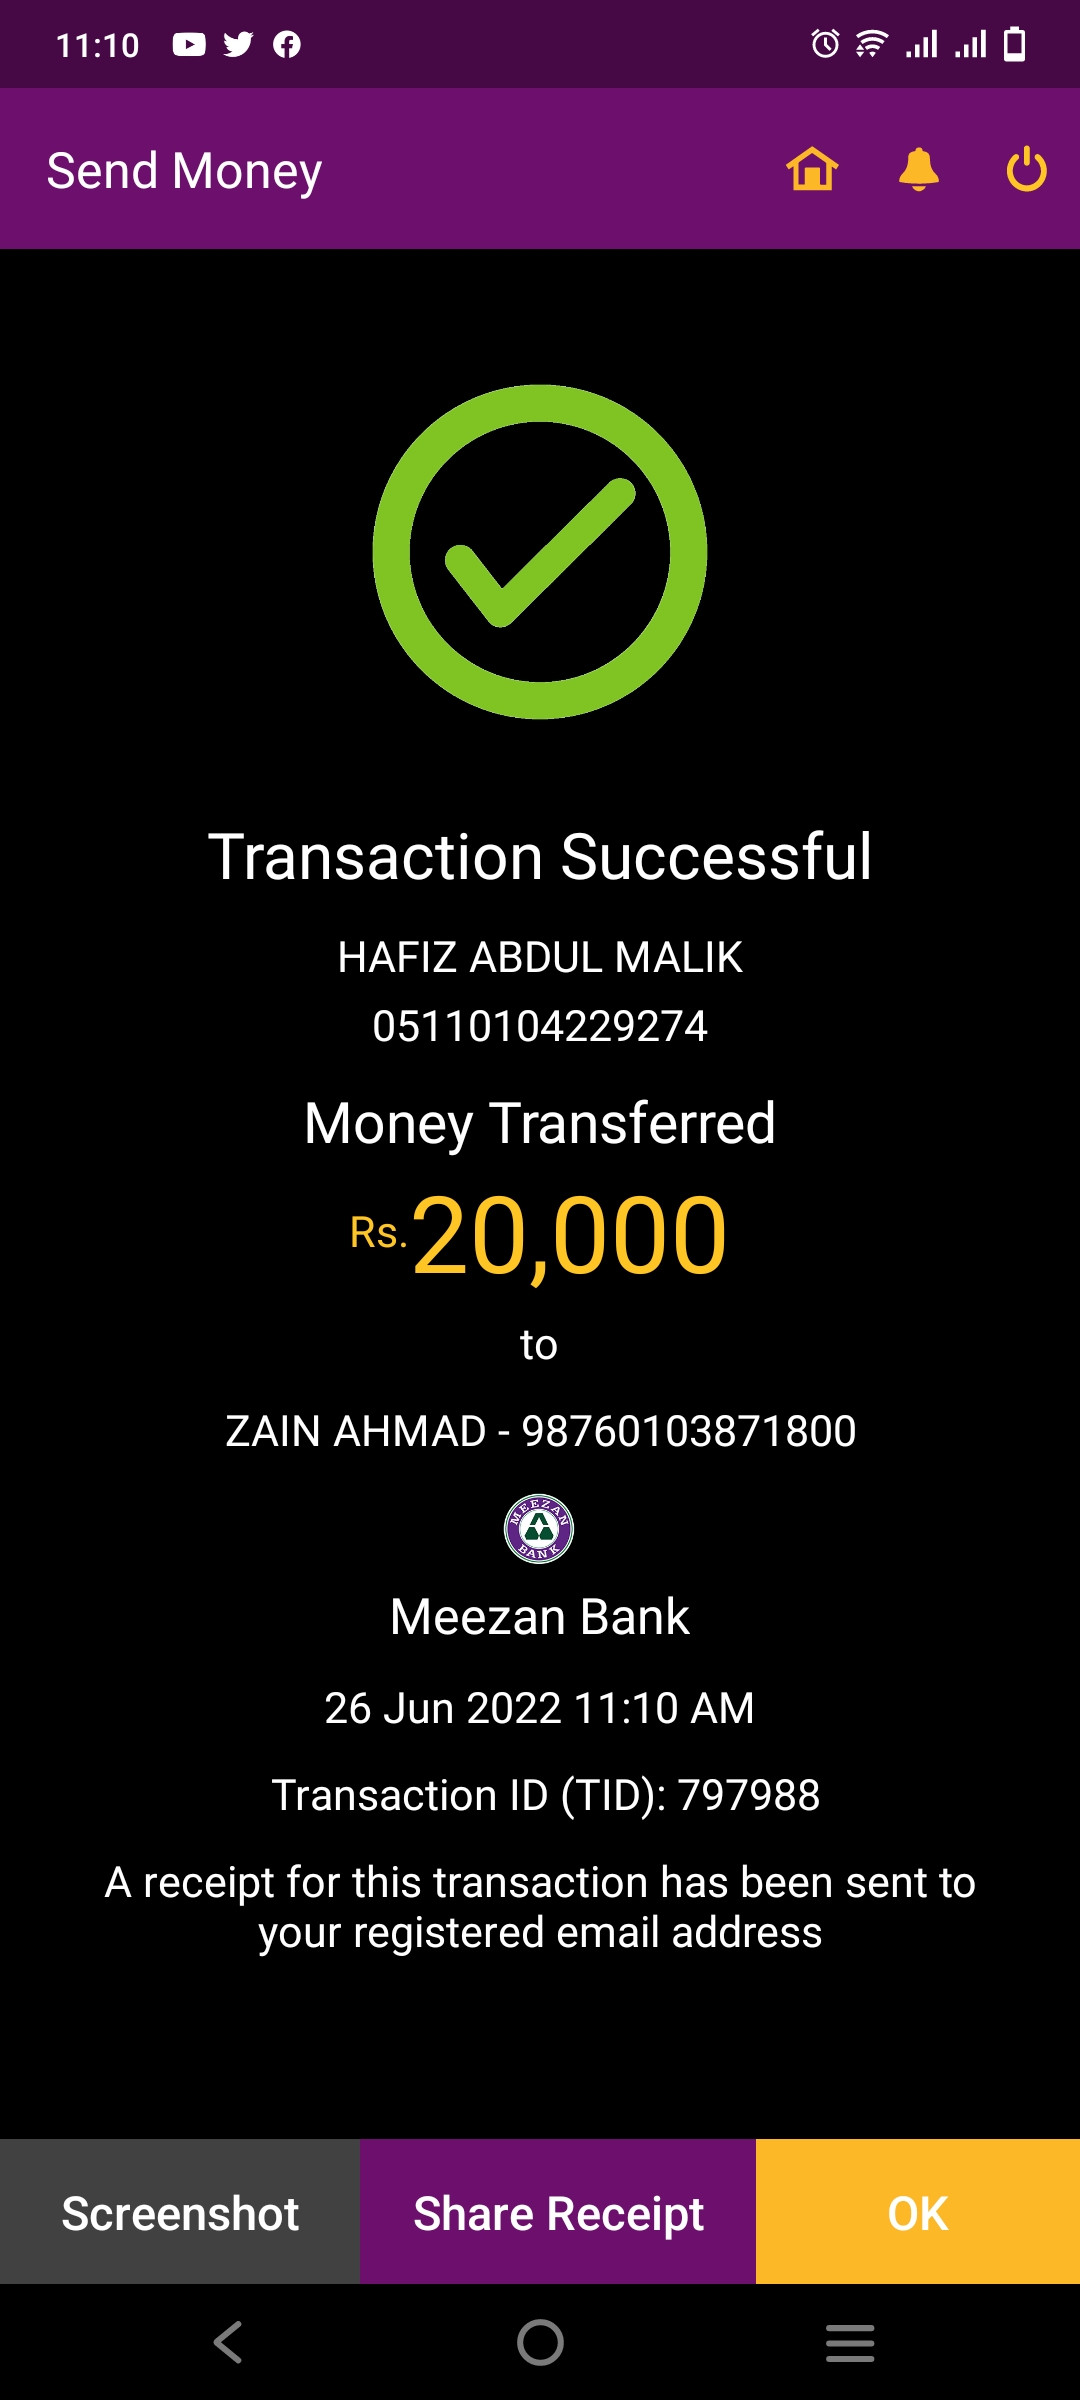 11:10
Send Money
Transaction Successful
HAFIZ ABDUL MALIK
05110104229274
Money Transferred
Rs.20,000
to
ZAIN AHMAD - 98760103871800
MEEZAN
BANK
Meezan Bank
26 Jun 2022 11:10 AM
Transaction ID (TID): 797988
A receipt for this transaction has been sent to
your registered email address
Screenshot Share Receipt OK